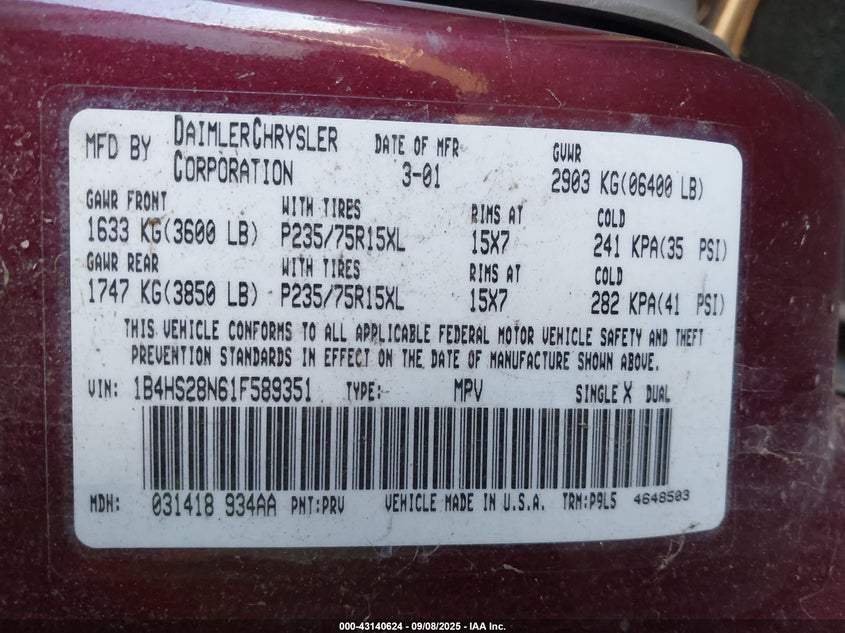 MFD BY DAIMLERCHRYSLER CORPORATION DATE OF MFR 3-01 GVWR 2903 KG(06400 LB)
GAWR FRONT WITH TIRES RIMS AT COLD
1633 KG(3600 LB) P235/75R15XL 15X7 241 KPA(35 PSI)
GAWR REAR WITH TIRES RIMS AT COLD
1747 KG(3850 LB) P235/75R15XL 15X7 282 KPA(41 PSI)
THIS VEHICLE CONFORMS TO ALL APPLICABLE FEDERAL MOTOR VEHICLE SAFETY AND THEFT
PREVENTION STANDARDS IN EFFECT ON THE DATE OF MANUFACTURE SHOWN ABOVE.
VIN: 1B4HS28N61F589351 TYPE: MPV SINGLE X DUAL
MDH: 031418 934AA PNT:PRV VEHICLE MADE IN U.S.A. TRM:P9L5 4648503
000-43140624 - 09/08/2025 - IAA Inc.